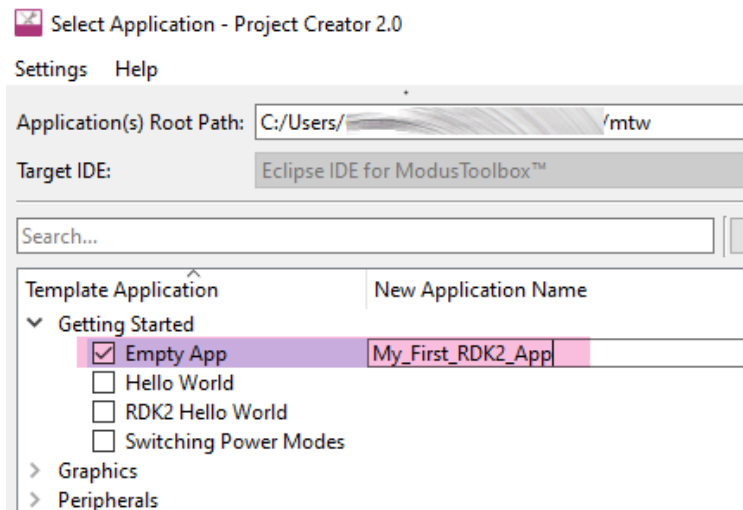 Select Application - Project Creator 2.0
Settings Help
Application(s) Root Path: C:/Users/ /mtw
Target IDE: Eclipse IDE for ModusToolbox™
Search...
Template Application New Application Name
Getting Started
Empty App My_First_RDK2_App
Hello World
RDK2 Hello World
Switching Power Modes
Graphics
Peripherals